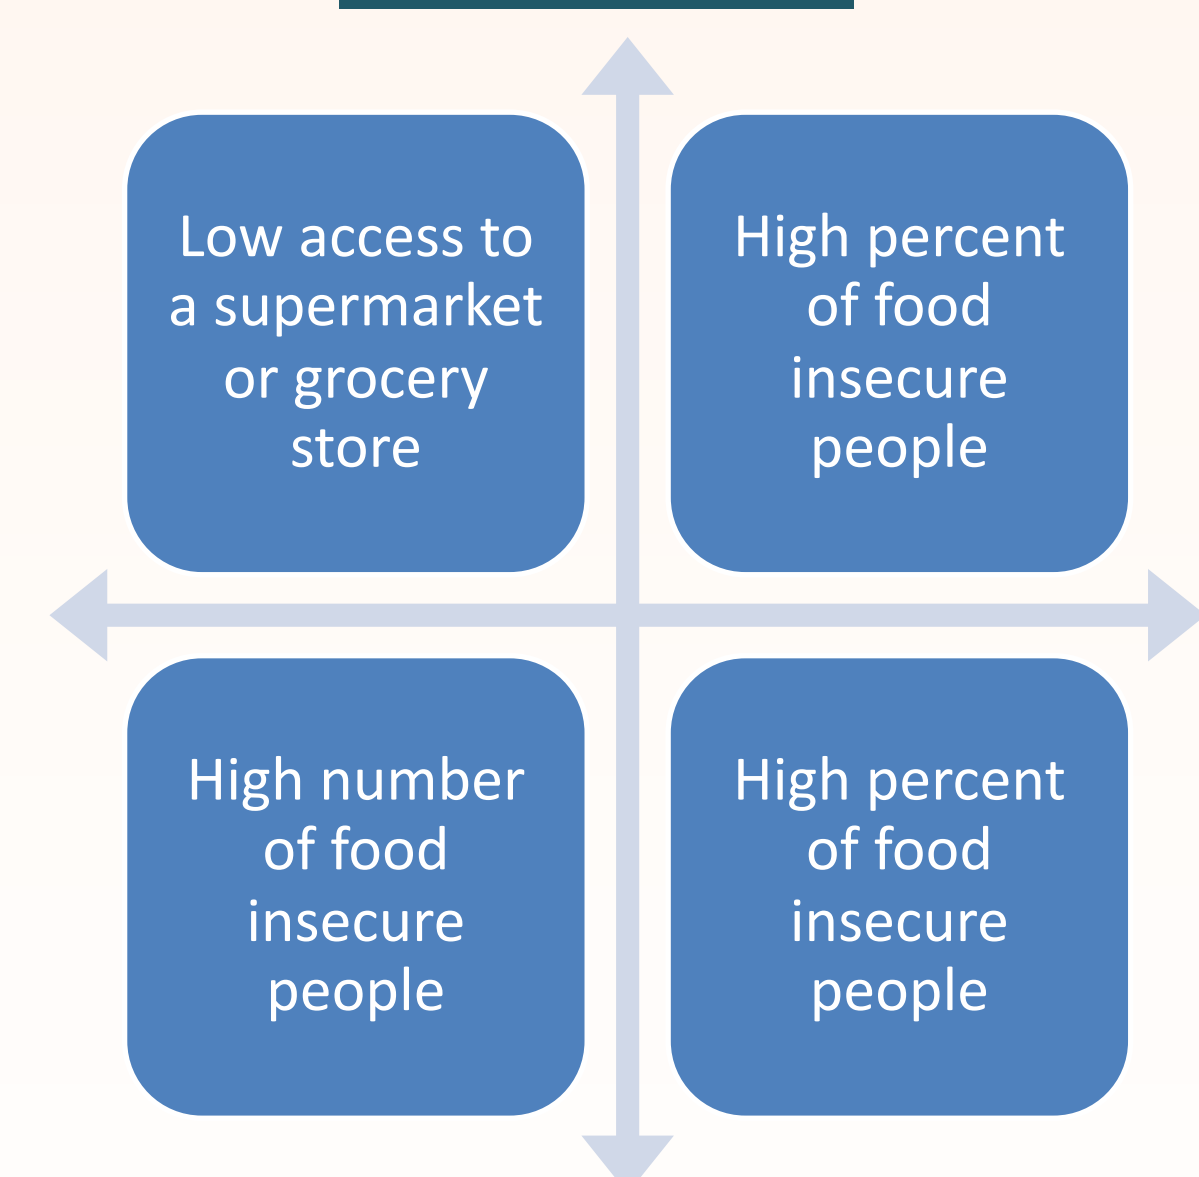 Low access to
a supermarket
or grocery
store
High percent
of food
insecure
people
High number
of food
insecure
people
High percent
of food
insecure
people